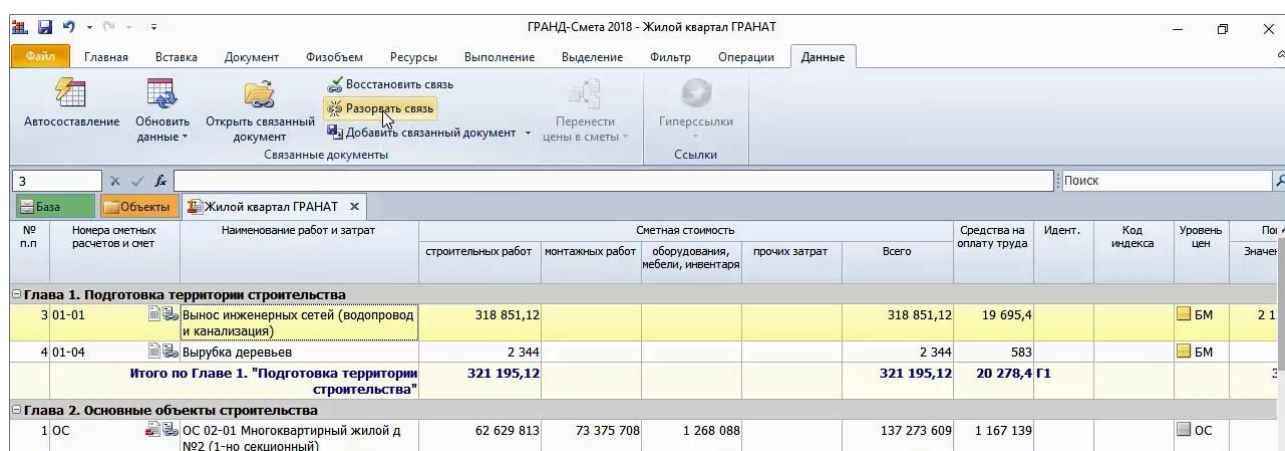 ГРАНД-Смета 2018 - Жилой квартал ГРАНАТ
Файл Главная Вставка Документ Физобъем Ресурсы Выполнение Выделение Фильтр Операции Данные
Автосоставление
Обновить данные
Открыть связанный документ
Восстановить связь
Разорвать связь
Добавить связанный документ
Связанные документы
Перенести цены в сметы
Гиперссылки
Ссылки
3 fx Поиск
База Объекты Жилой квартал ГРАНАТ x
№ п.п Номера сметных расчетов и смет Наименование работ и затрат Сметная стоимость Средства на оплату труда Идент. Код индекса Уровень цен
строительных работ монтажных работ оборудования, мебели, инвентаря прочих затрат Всего
Глава 1. Подготовка территории строительства
3 01-01 Вынос инженерных сетей (водопровод 318 851,12 318 851,12 19 695,4 БМ
и канализация)
4 01-04 Вырубка деревьев 2 344 2 344 583 БМ
Итого по Главе 1. "Подготовка территории 321 195,12 321 195,12 20 278,4 Г1
строительства"
Глава 2. Основные объекты строительства
1 ОС ОС 02-01 Многоквартирный жилой д 62 629 813 73 375 708 1 268 088 137 273 609 1 167 139 ОС
№2 (1-но секционный)